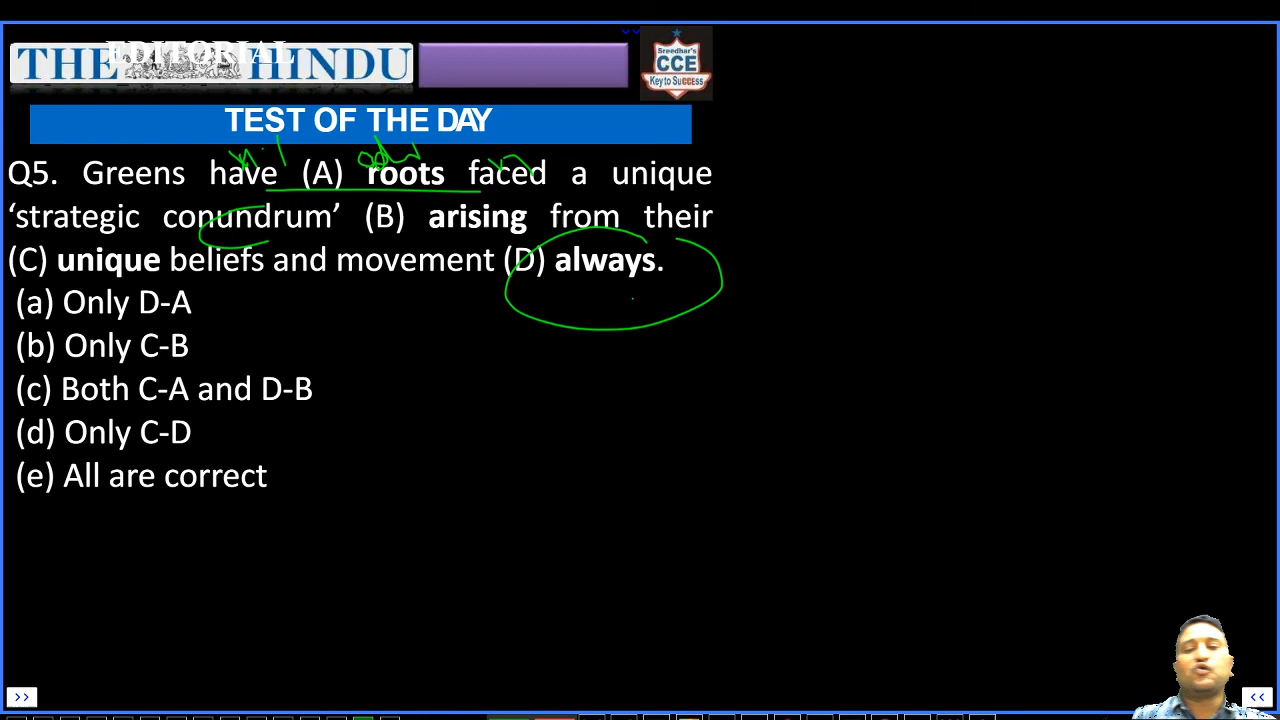 EDITORIAL
THE HINDU
Sreedhar's
CCE
Key to Success
TEST OF THE DAY
Q5. Greens have (A) roots faced a unique
‘strategic conundrum’ (B) arising from their
(C) unique beliefs and movement (D) always.
(a) Only D-A
(b) Only C-B
(c) Both C-A and D-B
(d) Only C-D
(e) All are correct
>>
<<